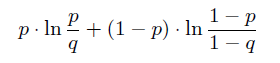 p · ln p/q + (1 − p) · ln (1 − p)/(1 − q)